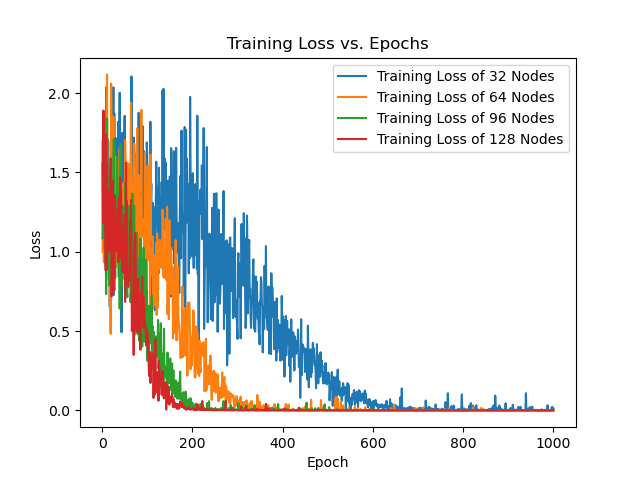 Training Loss vs. Epochs
Training Loss of 32 Nodes
Training Loss of 64 Nodes
Training Loss of 96 Nodes
Training Loss of 128 Nodes
Loss
2.0
1.5
1.0
0.5
0.0
0 200 400 600 800 1000
Epoch